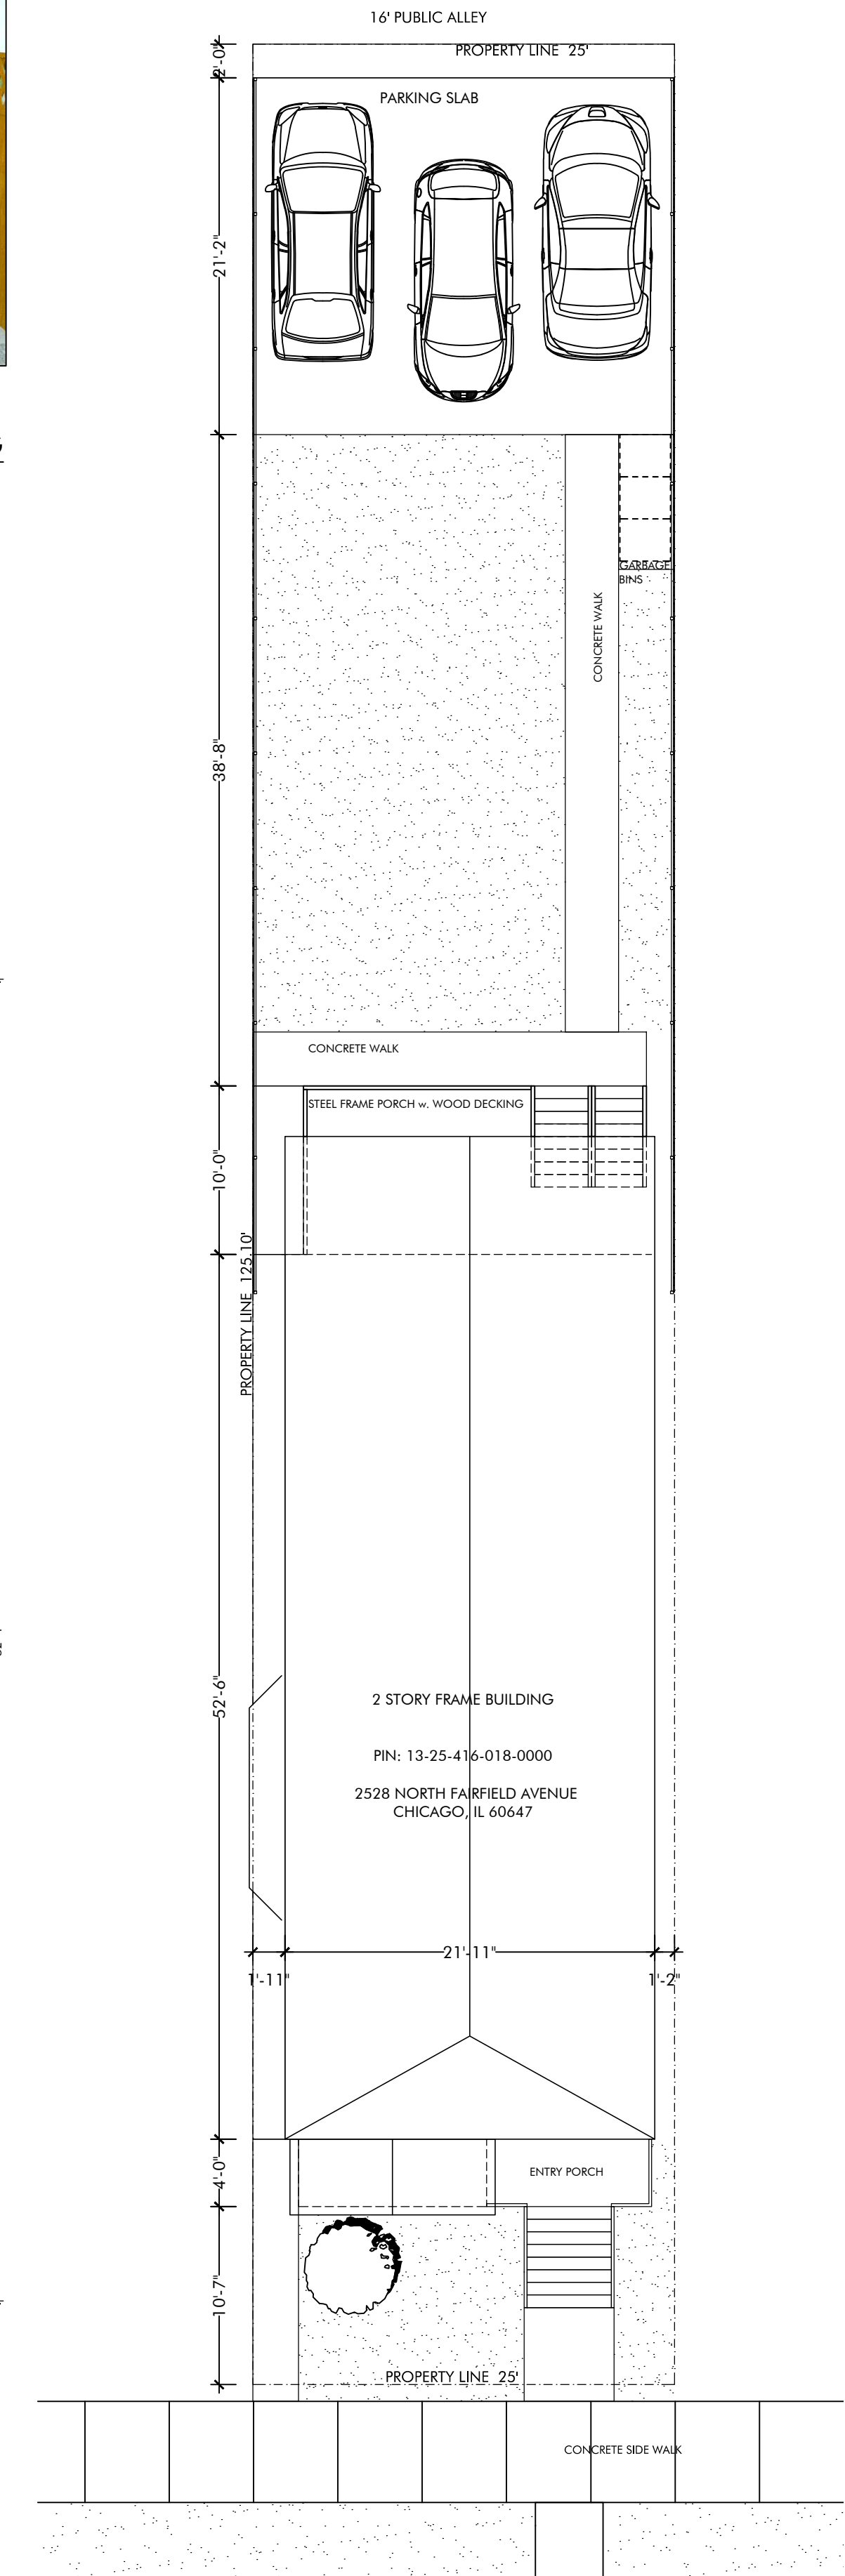 16' PUBLIC ALLEY
PROPERTY LINE 25'
2'-0"
PARKING SLAB
21'-2"
GARBAGE
BINS
CONCRETE WALK
38'-8"
CONCRETE WALK
STEEL FRAME PORCH w. WOOD DECKING
10'-0"
PROPERTY LINE 125.10'
52'-6"
2 STORY FRAME BUILDING
PIN: 13-25-416-018-0000
2528 NORTH FAIRFIELD AVENUE
CHICAGO, IL 60647
21'-11"
1'-11"
1'-2"
4'-0"
ENTRY PORCH
10'-7"
PROPERTY LINE 25'
CONCRETE SIDE WALK